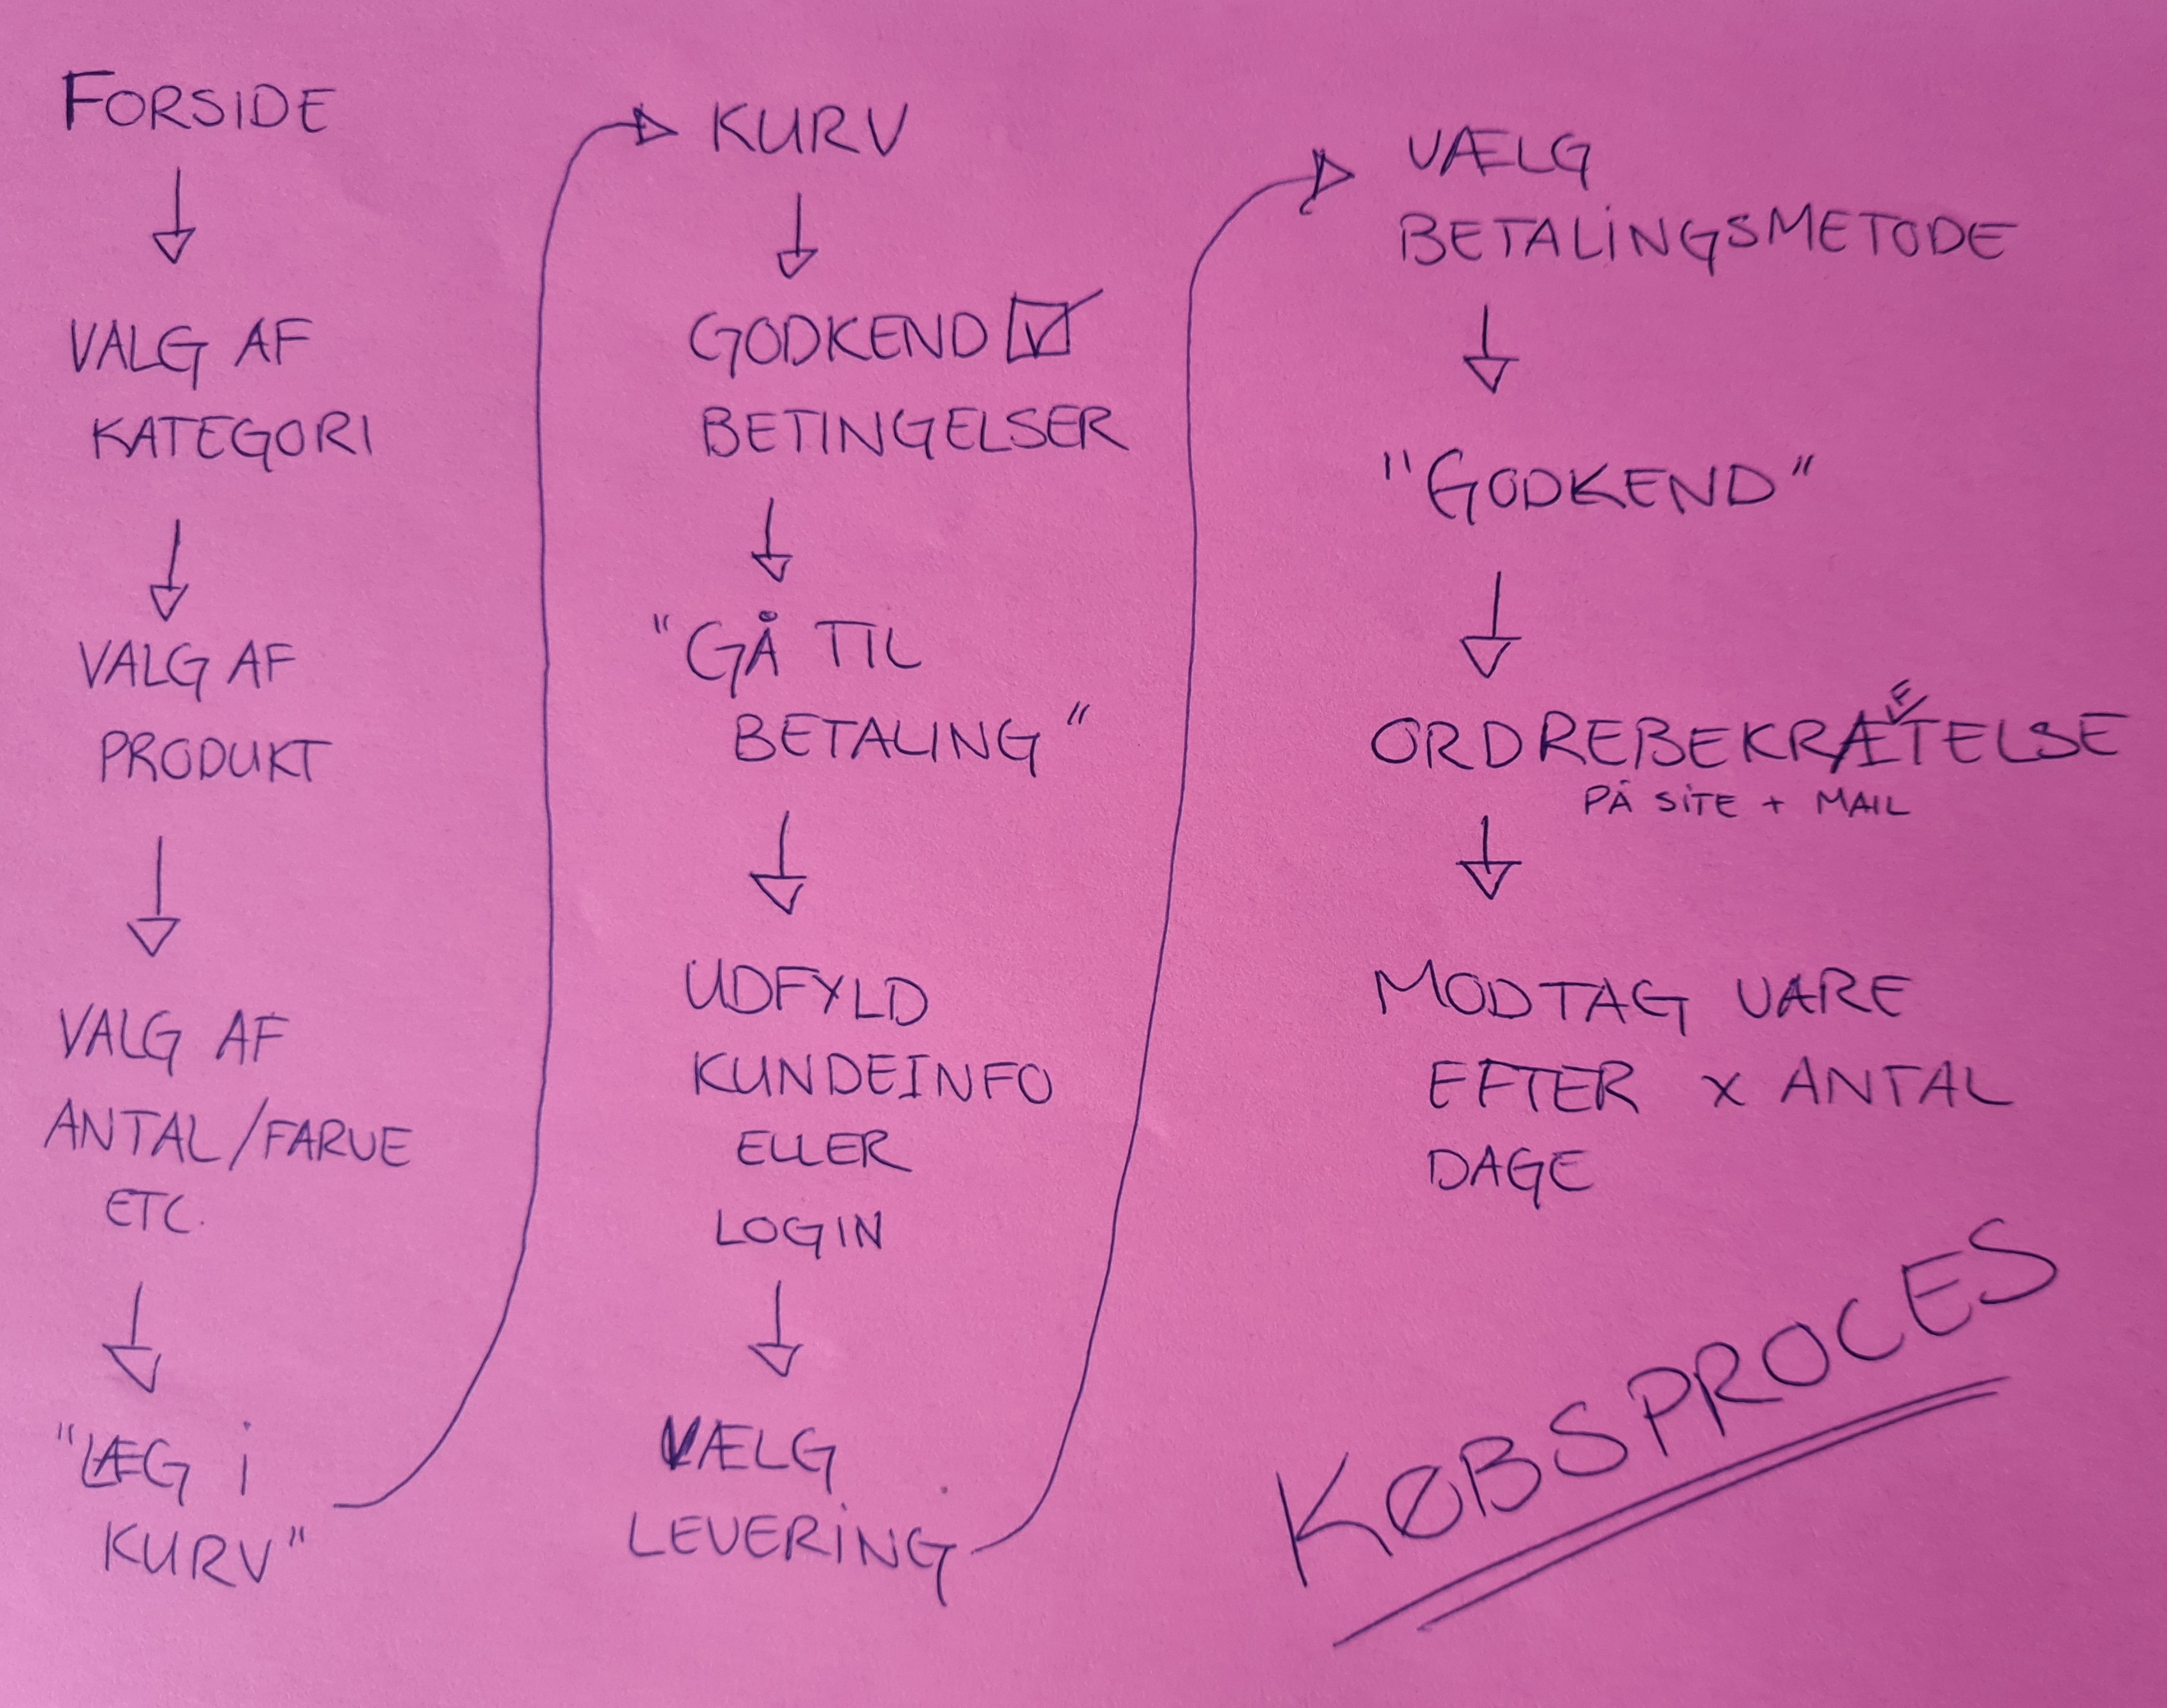 FORSIDE
VALG AF
KATEGORI
VALG AF
PRODUKT
VALG AF
ANTAL/FARVE
ETC.
"LÆG I
KURV"
KURV
GODKEND ☑
BETINGELSER
"GÅ TIL
BETALING"
UDFYLD
KUNDEINFO
ELLER
LOGIN
VÆLG
LEVERING
VÆLG
BETALINGSMETODE
"GODKEND"
ORDREBEKRÆFTELSE
PÅ SITE + MAIL
MODTAG VARE
EFTER X ANTAL
DAGE
KØBSPROCES